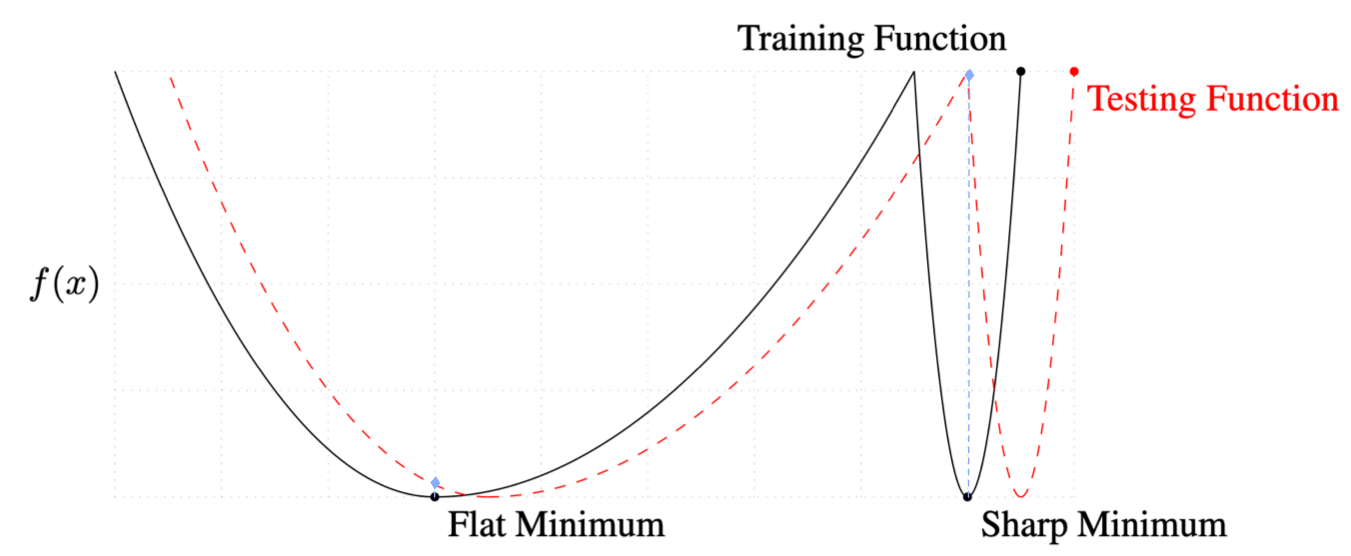 Training Function
Testing Function
f(x)
Flat Minimum
Sharp Minimum